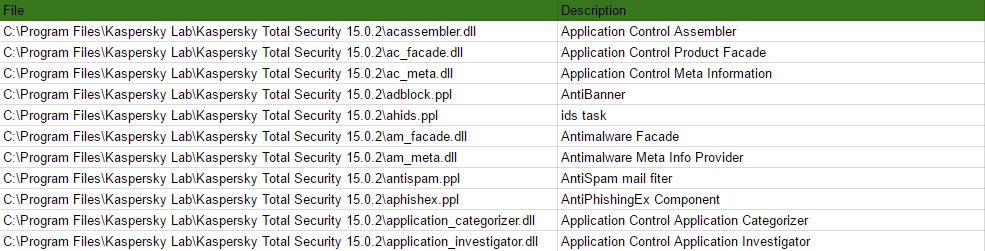 File Description
C:\Program Files\Kaspersky Lab\Kaspersky Total Security 15.0.2\acassembler.dll Application Control Assembler
C:\Program Files\Kaspersky Lab\Kaspersky Total Security 15.0.2\ac_facade.dll Application Control Product Facade
C:\Program Files\Kaspersky Lab\Kaspersky Total Security 15.0.2\ac_meta.dll Application Control Meta Information
C:\Program Files\Kaspersky Lab\Kaspersky Total Security 15.0.2\adblock.ppl AntiBanner
C:\Program Files\Kaspersky Lab\Kaspersky Total Security 15.0.2\ahids.ppl ids task
C:\Program Files\Kaspersky Lab\Kaspersky Total Security 15.0.2\am_facade.dll Antimalware Facade
C:\Program Files\Kaspersky Lab\Kaspersky Total Security 15.0.2\am_meta.dll Antimalware Meta Info Provider
C:\Program Files\Kaspersky Lab\Kaspersky Total Security 15.0.2\antispam.ppl AntiSpam mail fiter
C:\Program Files\Kaspersky Lab\Kaspersky Total Security 15.0.2\aphishex.ppl AntiPhishingEx Component
C:\Program Files\Kaspersky Lab\Kaspersky Total Security 15.0.2\application_categorizer.dll Application Control Application Categorizer
C:\Program Files\Kaspersky Lab\Kaspersky Total Security 15.0.2\application_investigator.dll Application Control Application Investigator